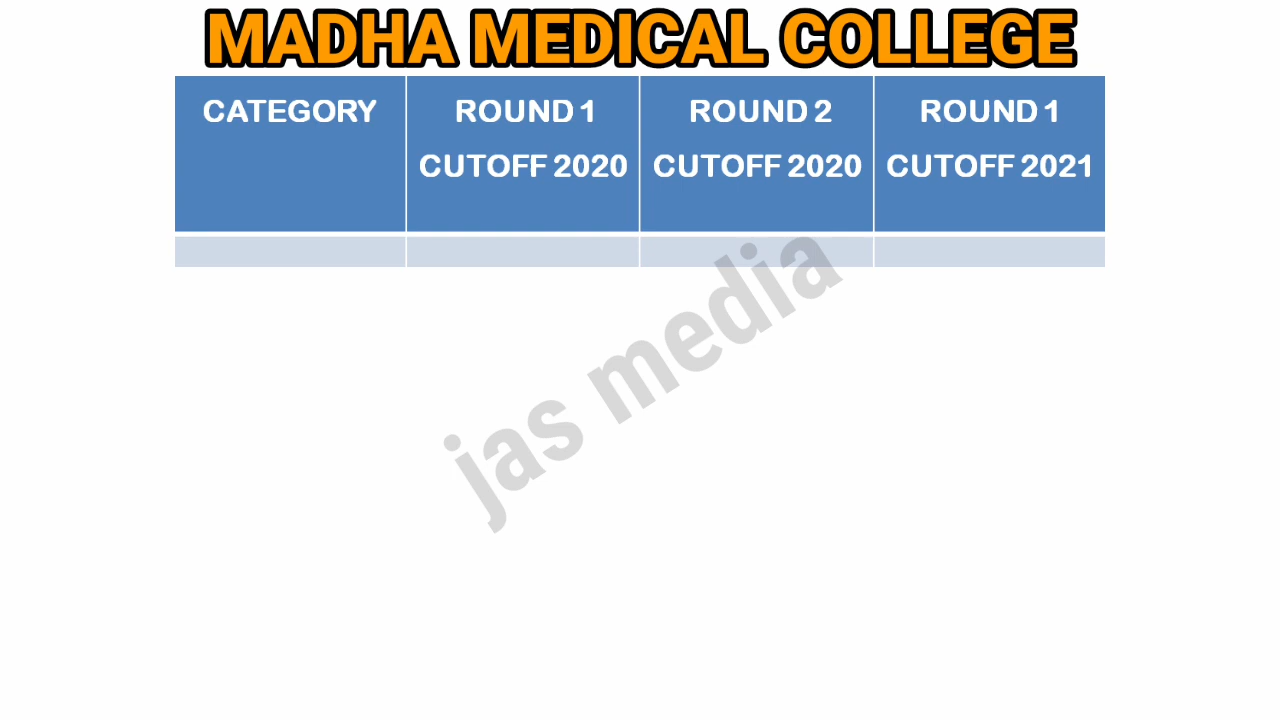 MADHA MEDICAL COLLEGE
CATEGORY
ROUND 1
CUTOFF 2020
ROUND 2
CUTOFF 2020
ROUND 1
CUTOFF 2021
jas media